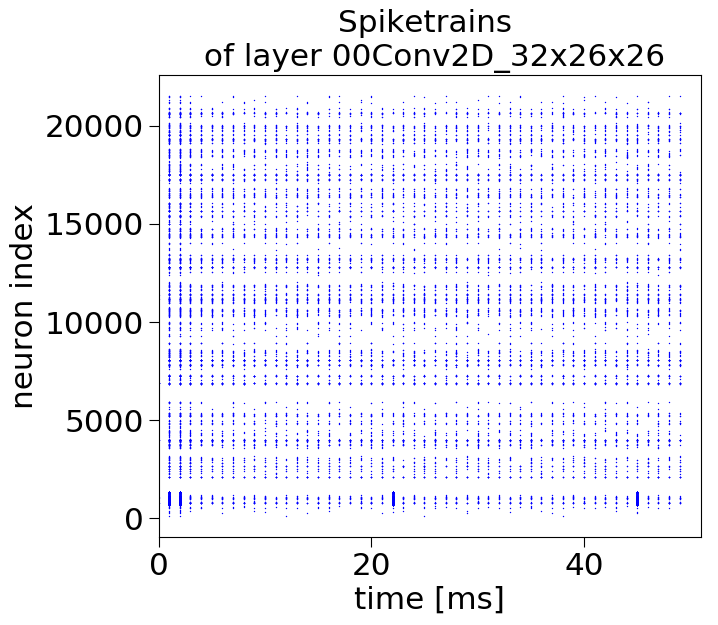 Spiketrains
of layer 00Conv2D_32x26x26
20000
15000
10000
5000
0
neuron index
0 20 40
time [ms]